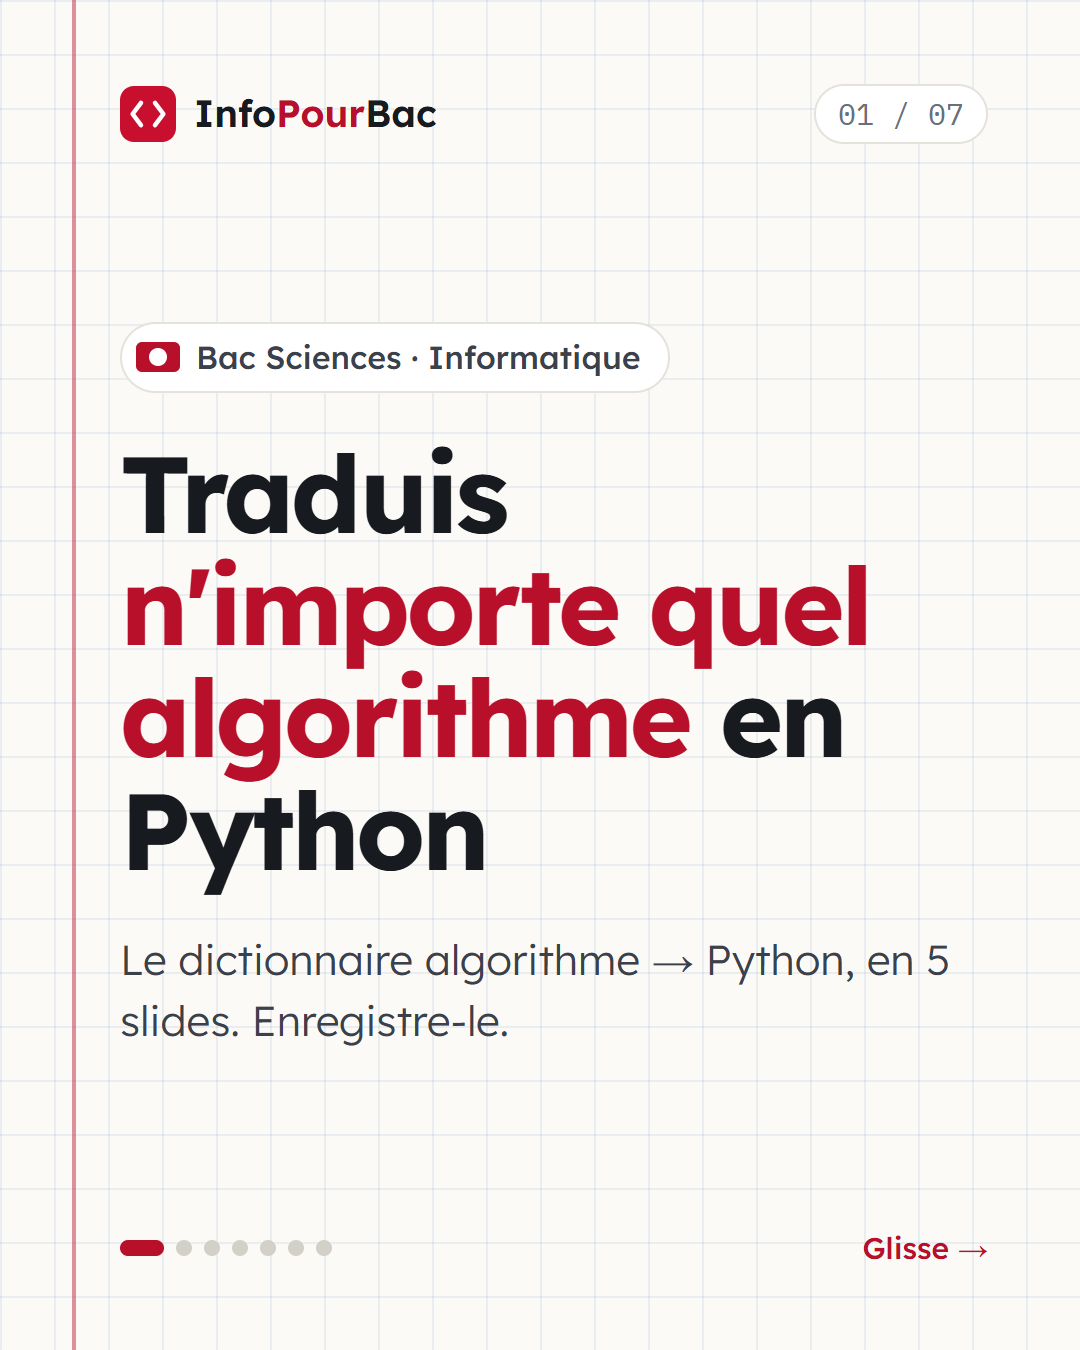 InfoPourBac
01 / 07
Bac Sciences · Informatique
Traduis
n'importe quel
algorithme en
Python
Le dictionnaire algorithme → Python, en 5
slides. Enregistre-le.
Glisse →